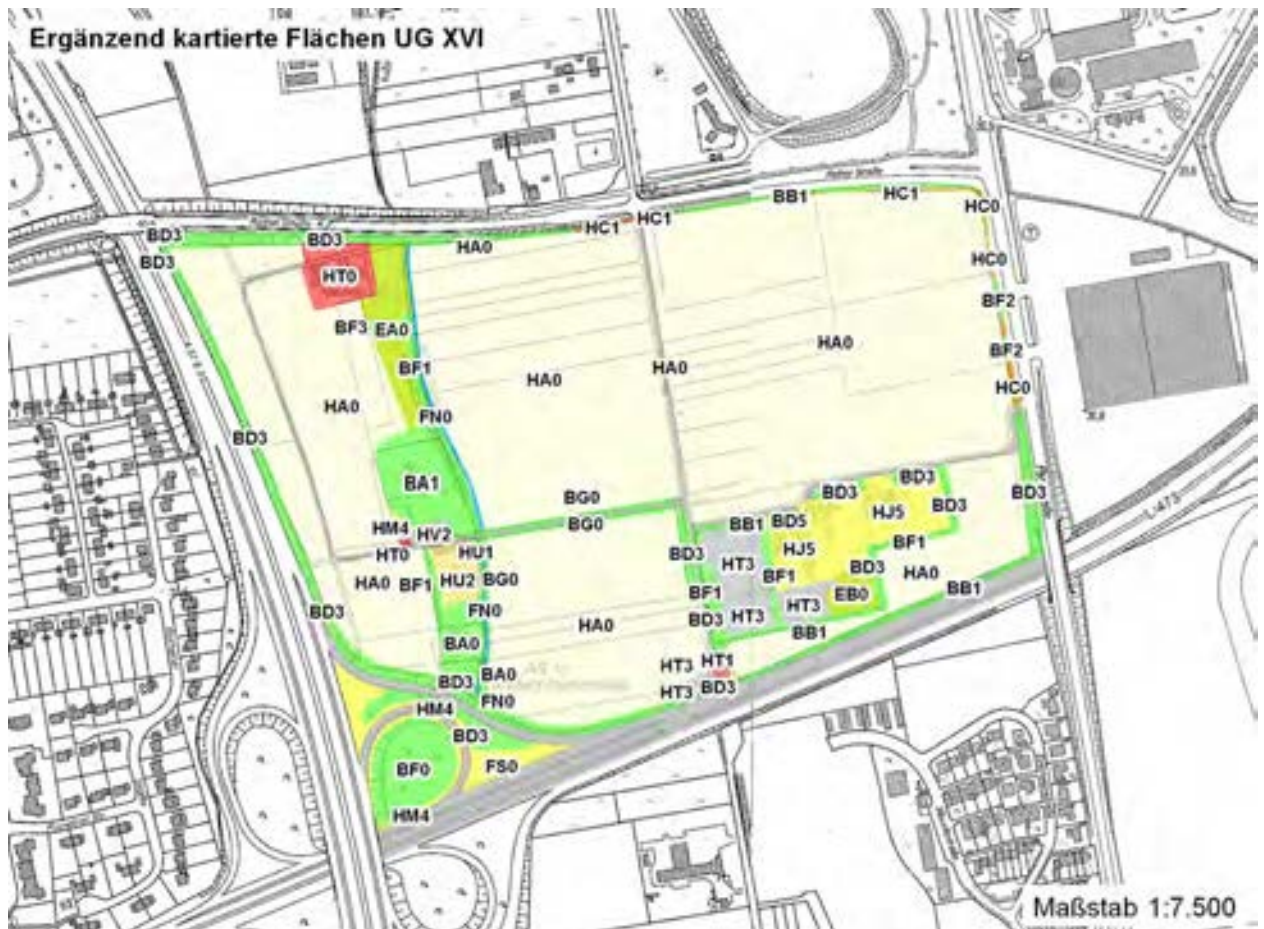 Ergänzend kartierte Flächen UG XVI
HC1
BB1
HC0
BD3
BD3
HA0
HC1
HC1
BD3
HT0
HC0
BF3
EA0
BF2
HA0
HA0
BF2
BF1
HA0
HA0
HC0
FN0
BD3
BA1
BD3
BD3
BD3
BG0
BG0
HJ5
BD3
HM4
HV2
BB1
BD5
HT0
HU1
BD3
HT3
HJ5
BF1
HA0
BF1
HU2
BG0
BF1
BD3
HA0
BF1
HT3
EB0
BB1
FN0
BD3
HT3
BD3
HA0
BB1
BA0
BA0
HT3
HT1
BD3
HT3
BD3
FN0
HM4
BD3
BF0
FS0
HM4
L 473
Maßstab 1:7.500